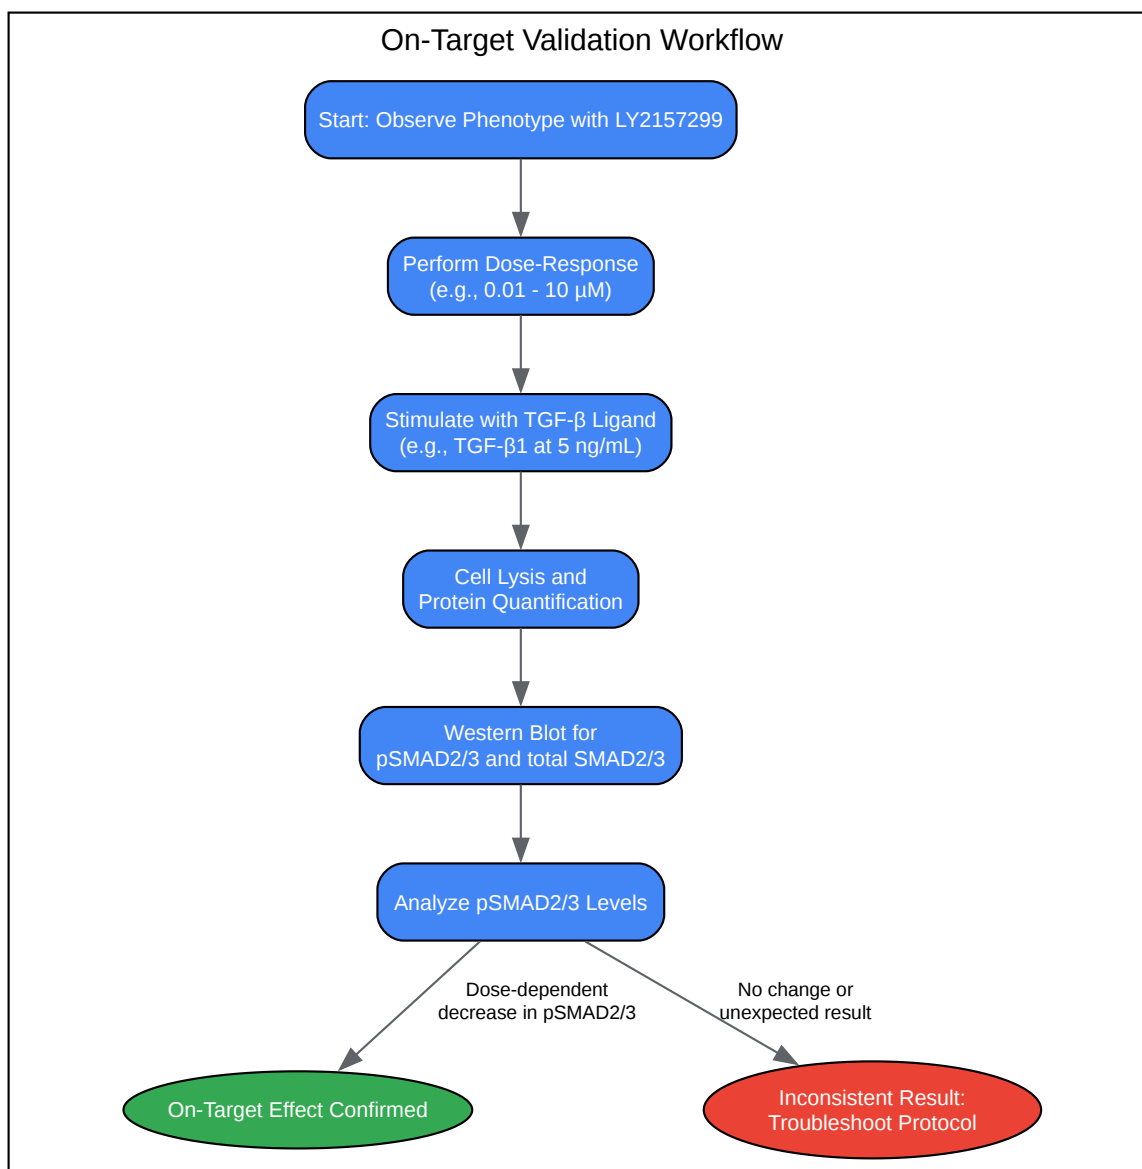 On-Target Validation Workflow
Start: Observe Phenotype with LY2157299
Perform Dose-Response
(e.g., 0.01 - 10 µM)
Stimulate with TGF-β Ligand
(e.g., TGF-β1 at 5 ng/mL)
Cell Lysis and
Protein Quantification
Western Blot for
pSMAD2/3 and total SMAD2/3
Analyze pSMAD2/3 Levels
Dose-dependent
decrease in pSMAD2/3
No change or
unexpected result
On-Target Effect Confirmed
Inconsistent Result:
Troubleshoot Protocol